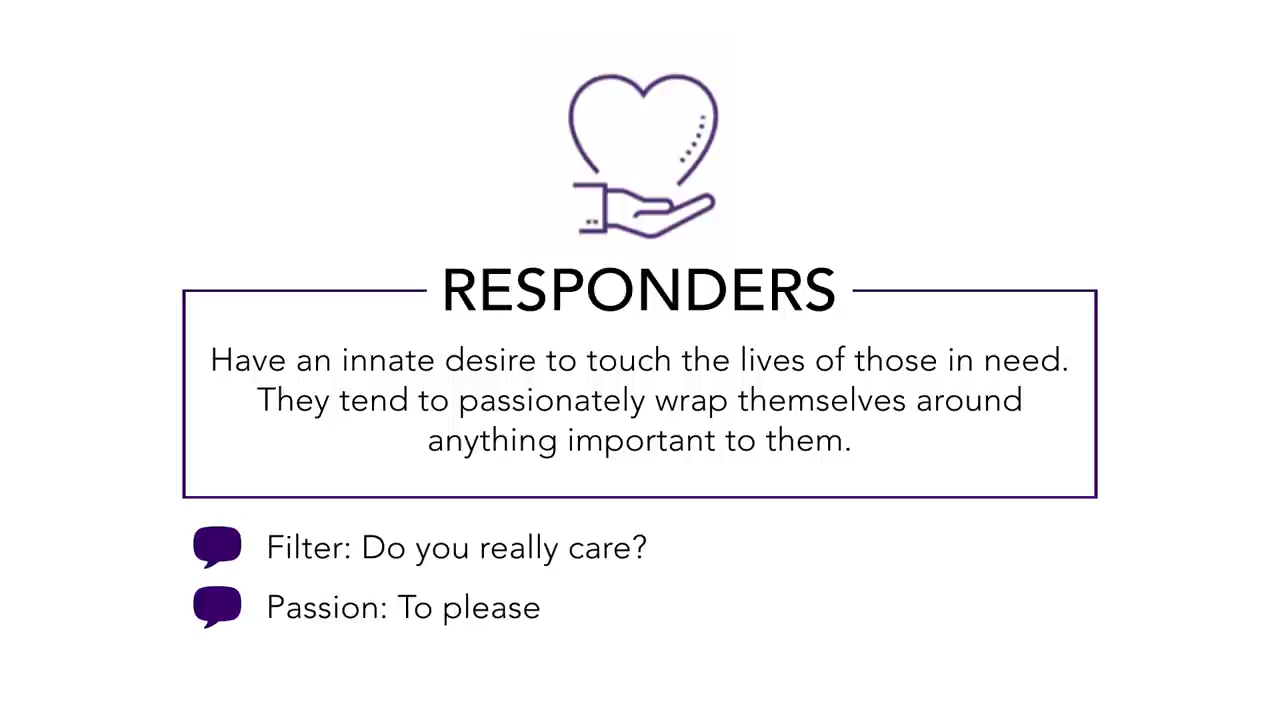 RESPONDERS
Have an innate desire to touch the lives of those in need.
They tend to passionately wrap themselves around
anything important to them.
Filter: Do you really care?
Passion: To please